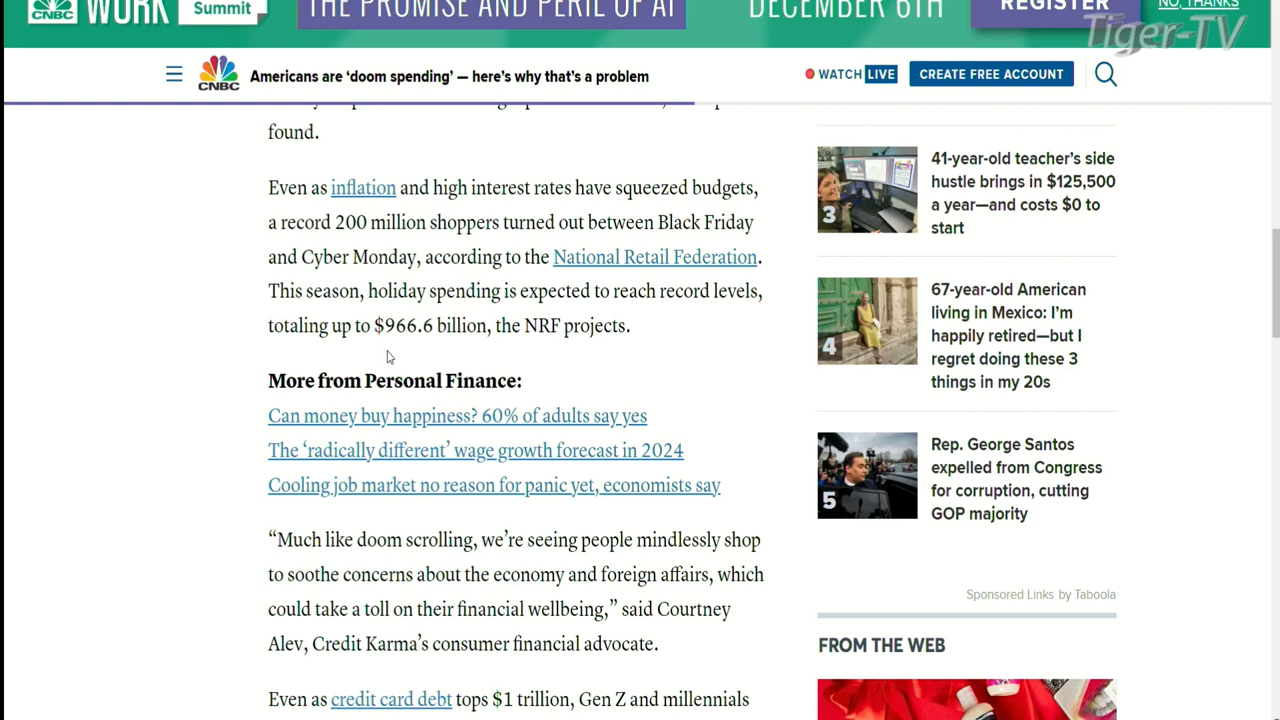 CNBC WORK Summit
THE PROMISE AND PERIL OF AI
DECEMBER 6TH
REGISTER
NO, THANKS
Tiger-TV
CNBC
Americans are ‘doom spending’ — here’s why that’s a problem
WATCH LIVE
CREATE FREE ACCOUNT
found.
Even as inflation and high interest rates have squeezed budgets,
a record 200 million shoppers turned out between Black Friday
and Cyber Monday, according to the National Retail Federation.
This season, holiday spending is expected to reach record levels,
totaling up to $966.6 billion, the NRF projects.
More from Personal Finance:
Can money buy happiness? 60% of adults say yes
The ‘radically different’ wage growth forecast in 2024
Cooling job market no reason for panic yet, economists say
“Much like doom scrolling, we’re seeing people mindlessly shop
to soothe concerns about the economy and foreign affairs, which
could take a toll on their financial wellbeing,” said Courtney
Alev, Credit Karma’s consumer financial advocate.
Even as credit card debt tops $1 trillion, Gen Z and millennials
3
41-year-old teacher’s side
hustle brings in $125,500
a year—and costs $0 to
start
4
67-year-old American
living in Mexico: I’m
happily retired—but I
regret doing these 3
things in my 20s
5
Rep. George Santos
expelled from Congress
for corruption, cutting
GOP majority
Sponsored Links by Taboola
FROM THE WEB